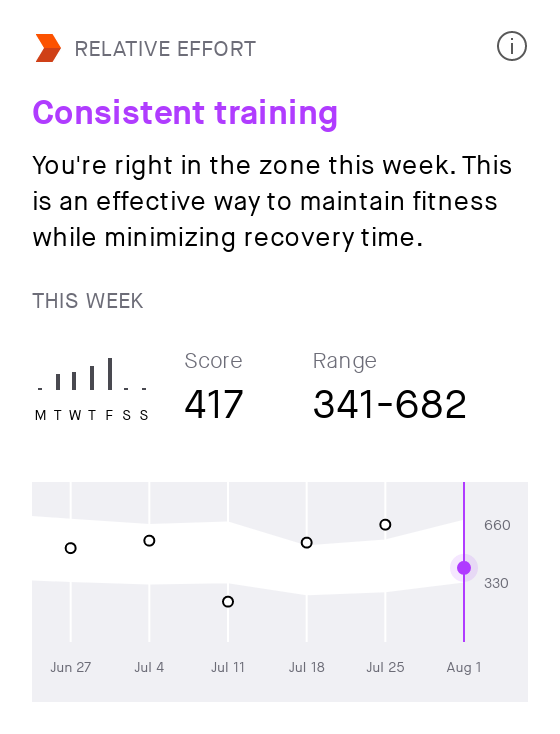 RELATIVE EFFORT
Consistent training
You're right in the zone this week. This
is an effective way to maintain fitness
while minimizing recovery time.
THIS WEEK
Score
Range
417
341-682
M T W T F S S
660
330
Jun 27
Jul 4
Jul 11
Jul 18
Jul 25
Aug 1